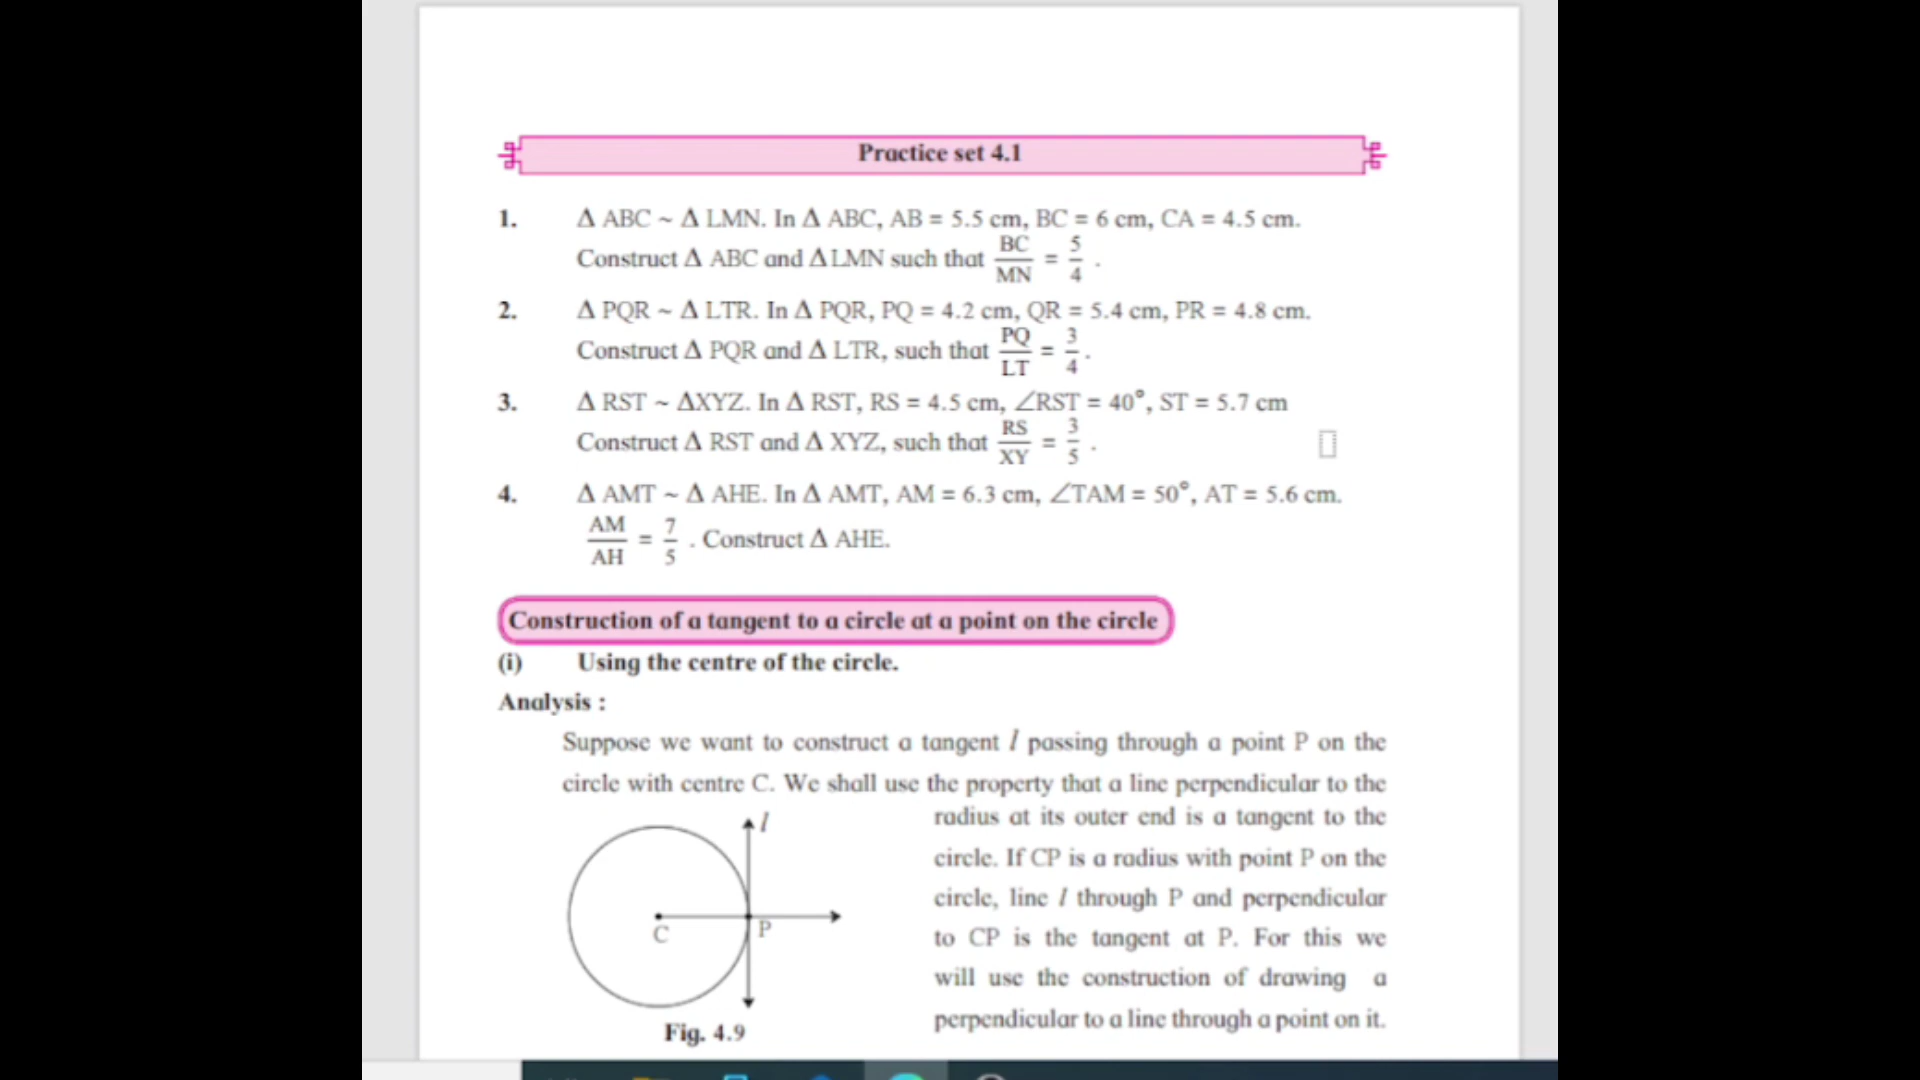 Practice set 4.1
1. Δ ABC ~ Δ LMN. In Δ ABC, AB = 5.5 cm, BC = 6 cm, CA = 4.5 cm.
Construct Δ ABC and Δ LMN such that BC/MN = 5/4 .
2. Δ PQR ~ Δ LTR. In Δ PQR, PQ = 4.2 cm, QR = 5.4 cm, PR = 4.8 cm.
Construct Δ PQR and Δ LTR, such that PQ/LT = 3/4 .
3. Δ RST ~ ΔXYZ. In Δ RST, RS = 4.5 cm, ∠RST = 40°, ST = 5.7 cm
Construct Δ RST and Δ XYZ, such that RS/XY = 3/5 .
4. Δ AMT ~ Δ AHE. In Δ AMT, AM = 6.3 cm, ∠TAM = 50°, AT = 5.6 cm.
AM/AH = 7/5 . Construct Δ AHE.
Construction of a tangent to a circle at a point on the circle
(i) Using the centre of the circle.
Analysis :
Suppose we want to construct a tangent l passing through a point P on the
circle with centre C. We shall use the property that a line perpendicular to the
radius at its outer end is a tangent to the
circle. If CP is a radius with point P on the
circle, line l through P and perpendicular
to CP is the tangent at P. For this we
will use the construction of drawing a
perpendicular to a line through a point on it.
l
C
P
Fig. 4.9